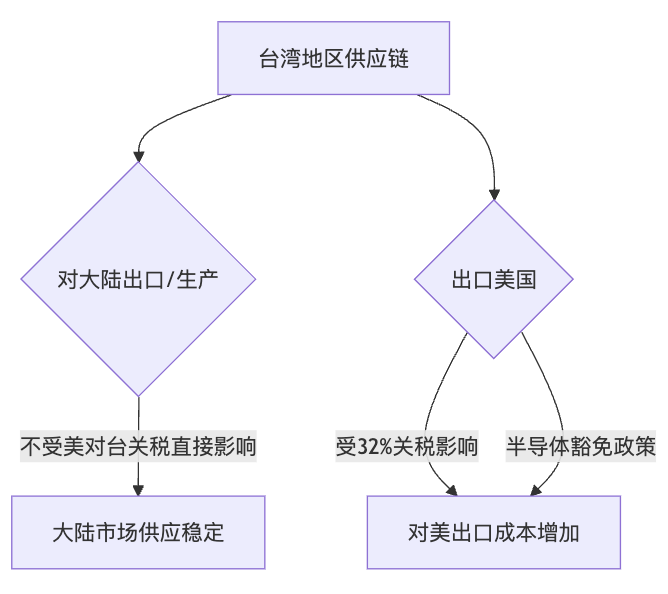 台湾地区供应链
对大陆出口/生产
出口美国
不受美对台关税直接影响
受32%关税影响
半导体豁免政策
大陆市场供应稳定
对美出口成本增加